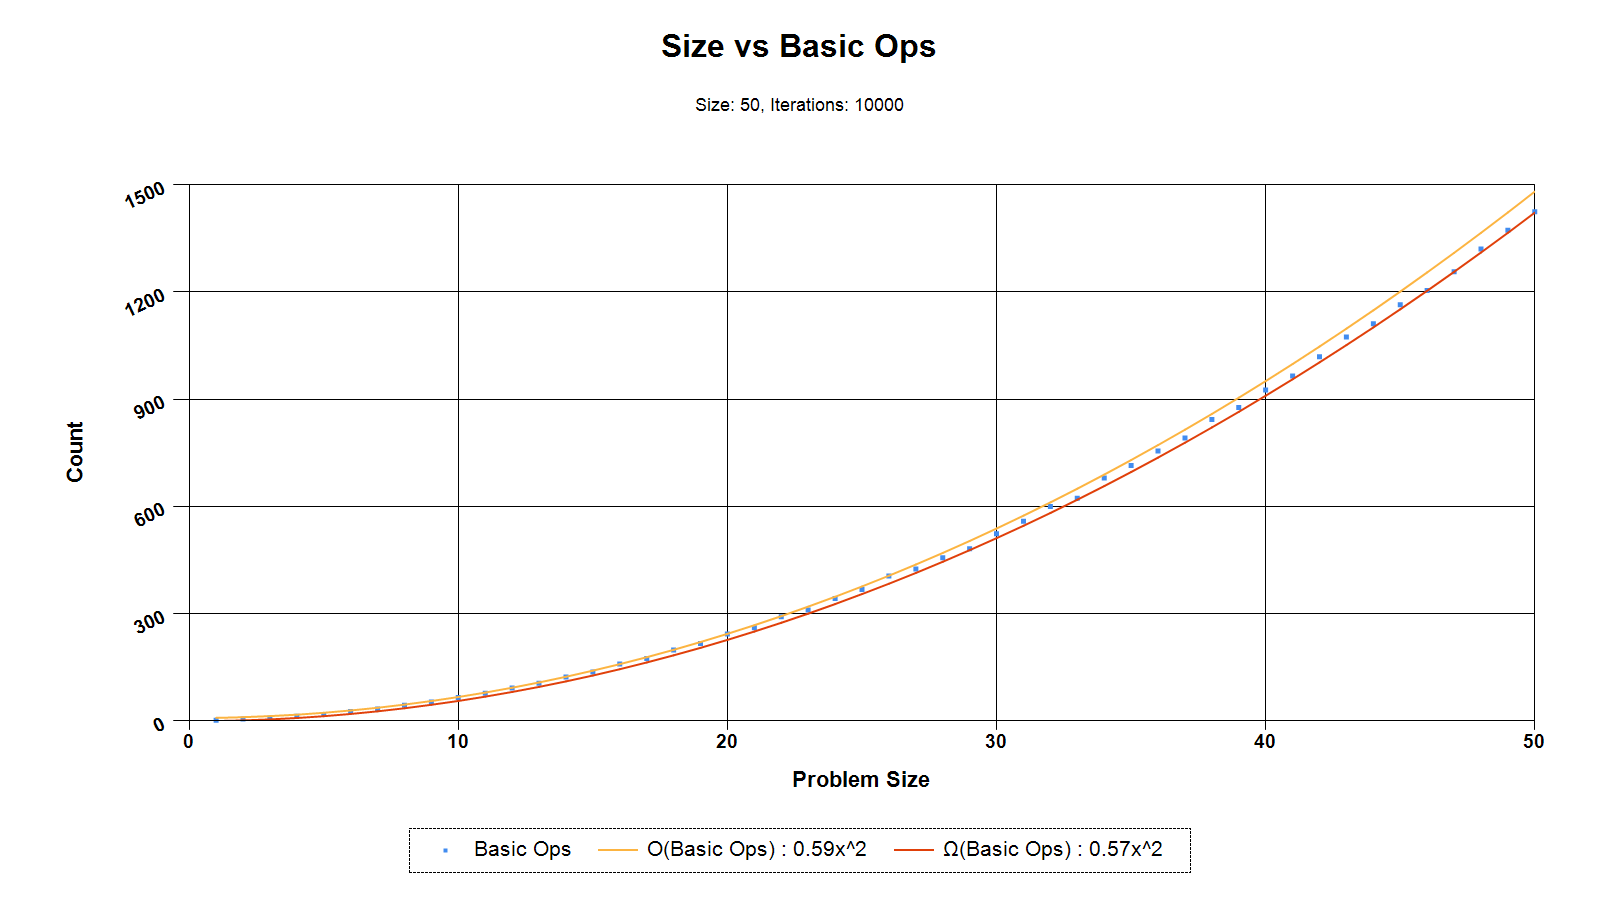 Size vs Basic Ops
Size: 50, Iterations: 10000
1500
1200
900
600
300
0
Count
0 10 20 30 40 50
Problem Size
Basic Ops O(Basic Ops) : 0.59x^2 Ω(Basic Ops) : 0.57x^2